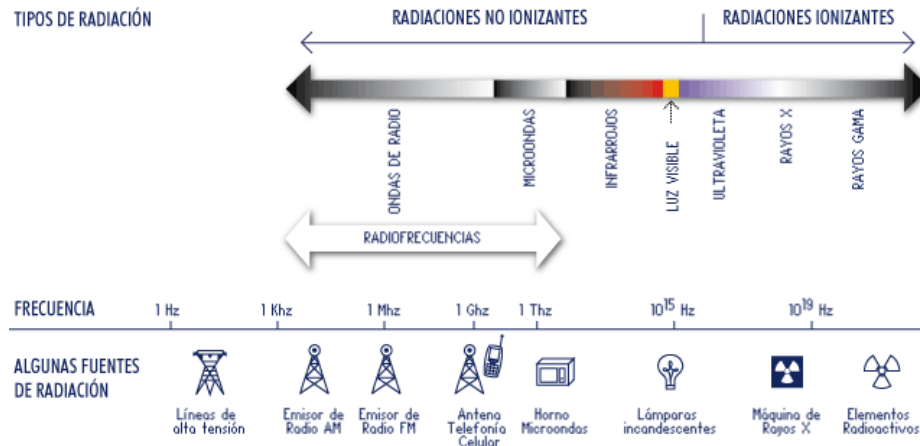 TIPOS DE RADIACIÓN
RADIACIONES NO IONIZANTES
RADIACIONES IONIZANTES
ONDAS DE RADIO
MICROONDAS
INFRARROJOS
LUZ VISIBLE
ULTRAVIOLETA
RAYOS X
RAYOS GAMA
RADIOFRECUENCIAS
FRECUENCIA
1 Hz
1 Khz
1 Mhz
1 Ghz
1 Thz
10¹⁵ Hz
10¹⁹ Hz
ALGUNAS FUENTES
DE RADIACIÓN
Líneas de
alta tensión
Emisor de
Radio AM
Emisor de
Radio FM
Antena
Telefonía
Celular
Horno
Microondas
Lámparas
incandescentes
Máquina de
Rayos X
Elementos
Radioactivos